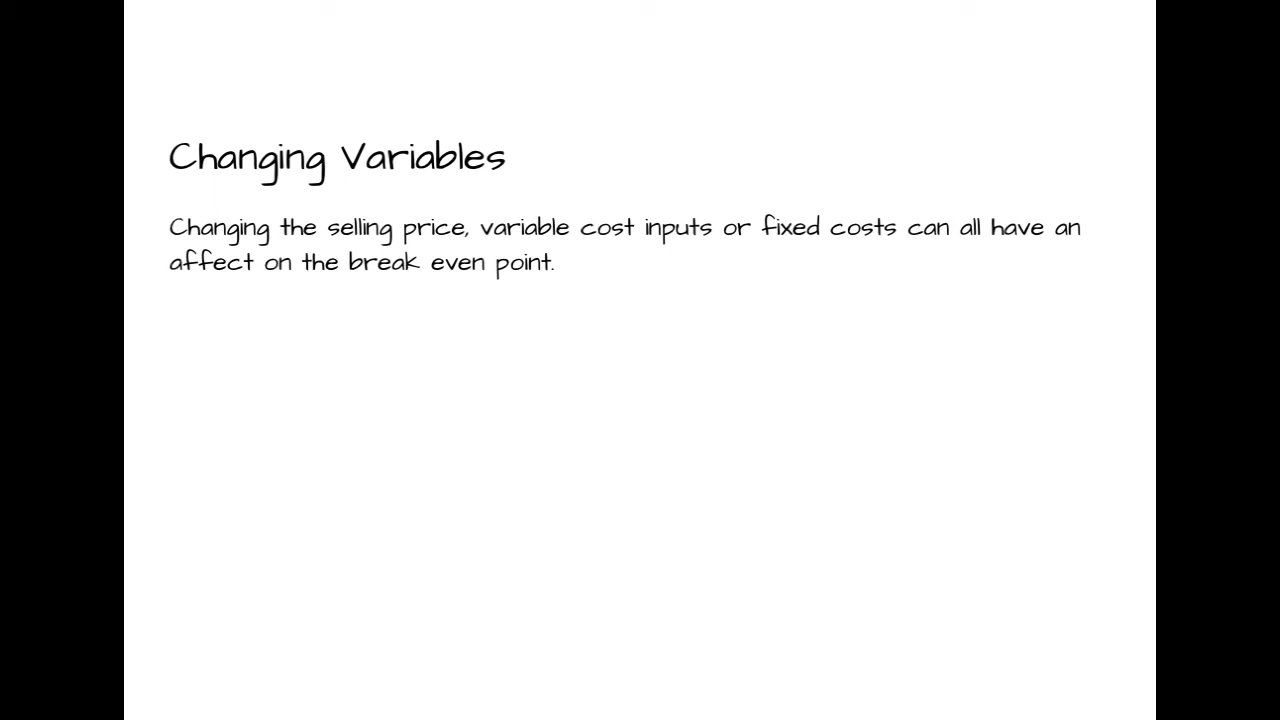 Changing Variables
Changing the selling price, variable cost inputs or fixed costs can all have an
affect on the break even point.